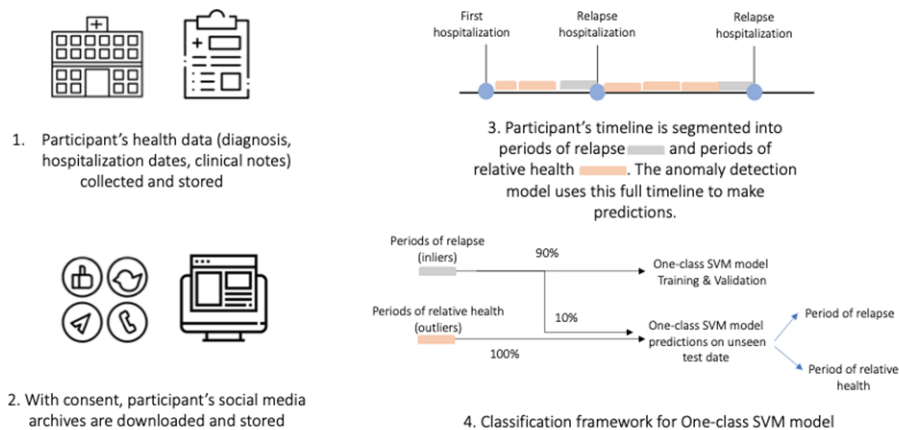 1. Participant's health data (diagnosis,
hospitalization dates, clinical notes)
collected and stored
2. With consent, participant's social media
archives are downloaded and stored
First
hospitalization
Relapse
hospitalization
Relapse
hospitalization
3. Participant's timeline is segmented into
periods of relapse and periods of
relative health . The anomaly detection
model uses this full timeline to make
predictions.
Periods of relapse
(inliers)
90%
One-class SVM model
Training & Validation
Periods of relative health
(outliers)
10%
100%
One-class SVM model
predictions on unseen
test date
Period of relapse
Period of relative
health
4. Classification framework for One-class SVM model